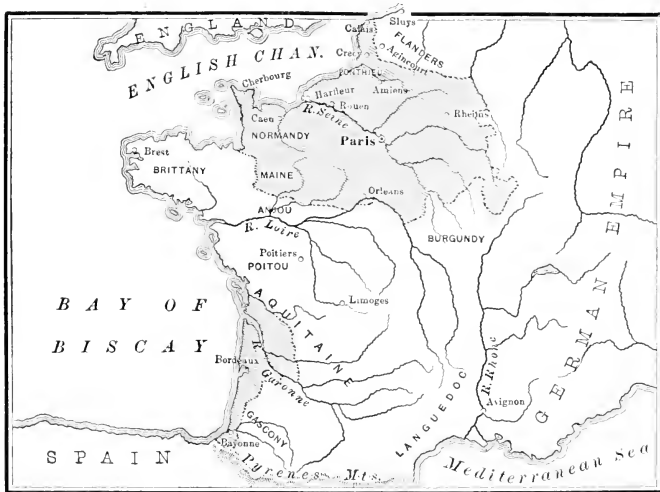 ENGLAND
Sluys
Calais
FLANDERS
ENGLISH CHAN.
Crecy
Agincourt
PONTHIEU
Cherbourg
Harfleur
Amiens
Rouen
Caen
R. Seine
Rheims
NORMANDY
Paris
Brest
BRITTANY
MAINE
Orleans
ANJOU
R. Loire
BURGUNDY
Poitiers
POITOU
GERMAN EMPIRE
BAY OF
BISCAY
AQUITAINE
Limoges
Bordeaux
R. Garonne
R. Rhone
Avignon
LANGUEDOC
GASCONY
Bayonne
SPAIN
Pyrenes Mts.
Mediterranean Sea